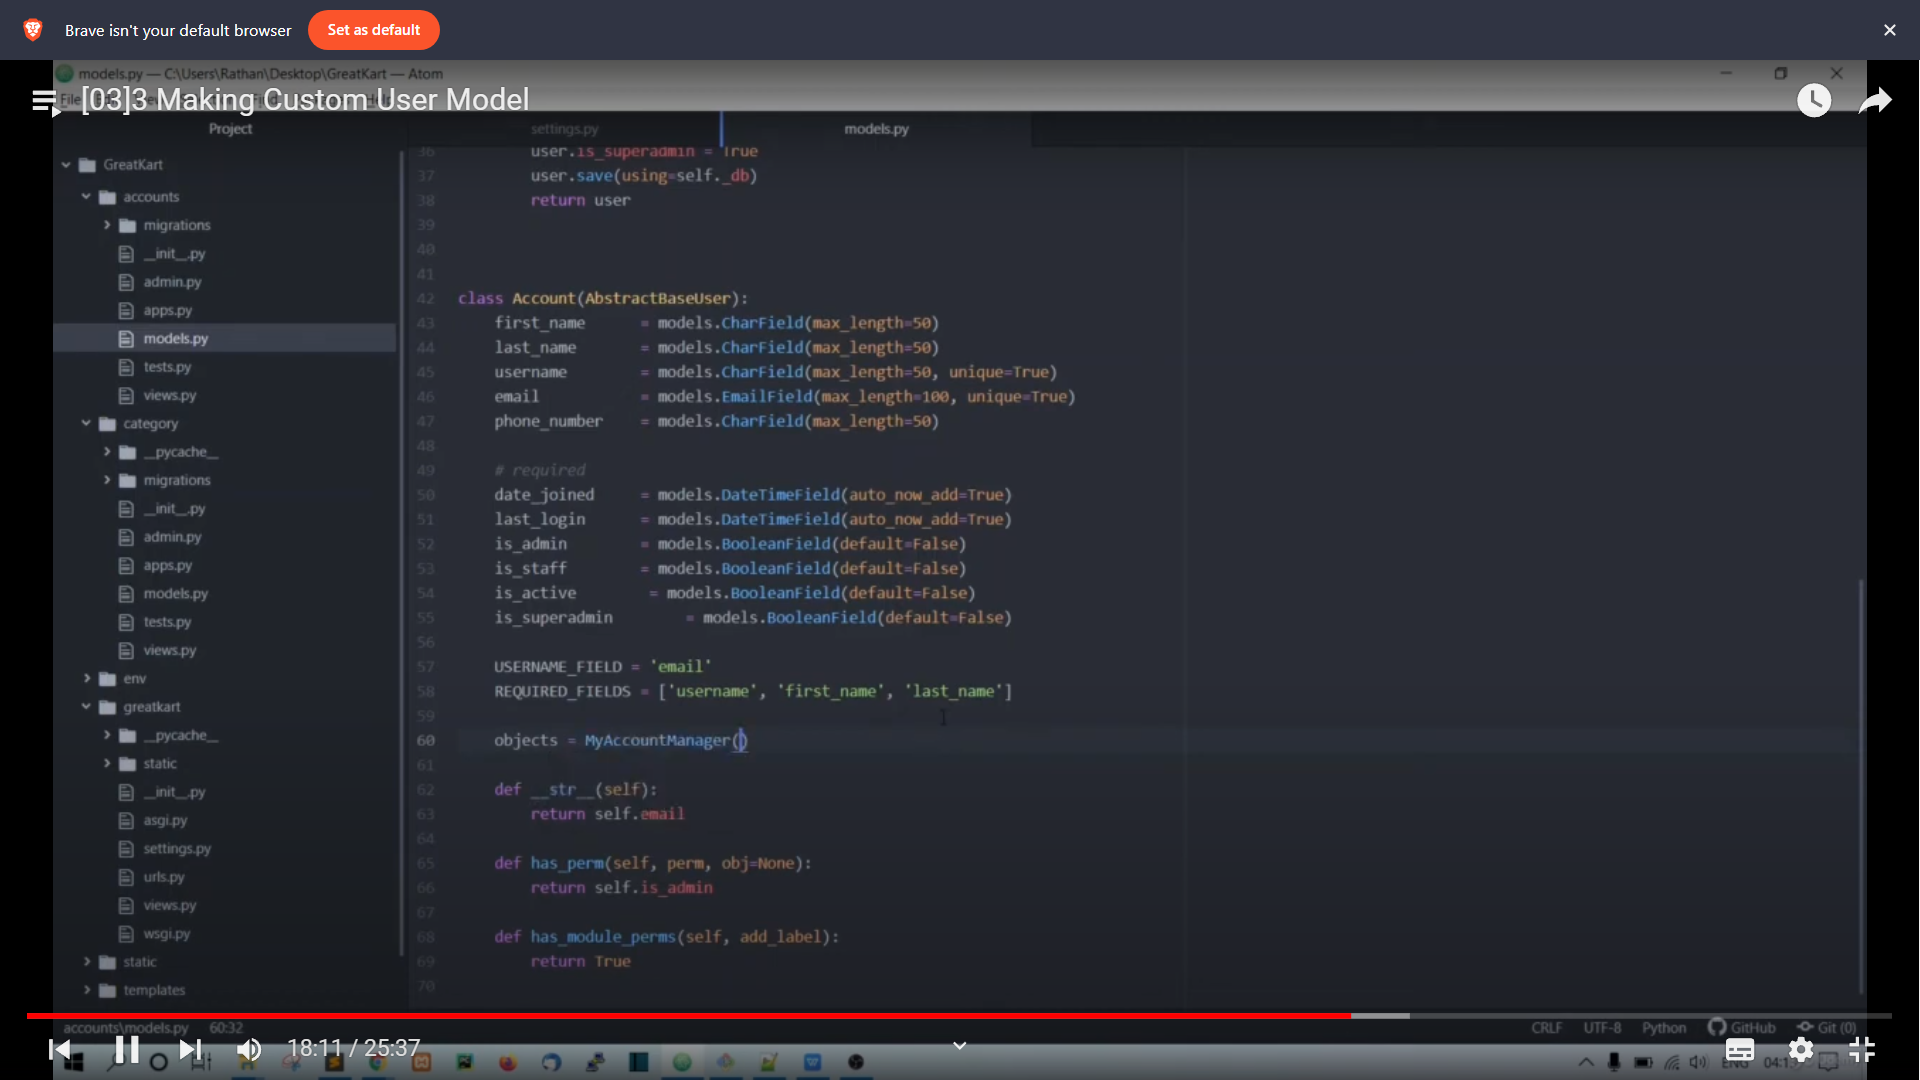 Brave isn't your default browser
Set as default
models.py — C:\Users\Rathan\Desktop\GreatKart — Atom
[03]3 Making Custom User Model
Project
settings.py
models.py
GreatKart
accounts
migrations
__init__.py
admin.py
apps.py
models.py
tests.py
views.py
category
__pycache__
migrations
__init__.py
admin.py
apps.py
models.py
tests.py
views.py
env
greatkart
__pycache__
static
__init__.py
asgi.py
settings.py
urls.py
views.py
wsgi.py
static
templates
36 user.is_superadmin = True
37 user.save(using=self._db)
38 return user
39
40
41
42 class Account(AbstractBaseUser):
43 first_name = models.CharField(max_length=50)
44 last_name = models.CharField(max_length=50)
45 username = models.CharField(max_length=50, unique=True)
46 email = models.EmailField(max_length=100, unique=True)
47 phone_number = models.CharField(max_length=50)
48
49 # required
50 date_joined = models.DateTimeField(auto_now_add=True)
51 last_login = models.DateTimeField(auto_now_add=True)
52 is_admin = models.BooleanField(default=False)
53 is_staff = models.BooleanField(default=False)
54 is_active = models.BooleanField(default=False)
55 is_superadmin = models.BooleanField(default=False)
56
57 USERNAME_FIELD = 'email'
58 REQUIRED_FIELDS = ['username', 'first_name', 'last_name']
59
60 objects = MyAccountManager()
61
62 def __str__(self):
63 return self.email
64
65 def has_perm(self, perm, obj=None):
66 return self.is_admin
67
68 def has_module_perms(self, add_label):
69 return True
70
accounts\models.py 60:32
CRLF UTF-8 Python GitHub Git (0)
18:11 / 25:37
ENG